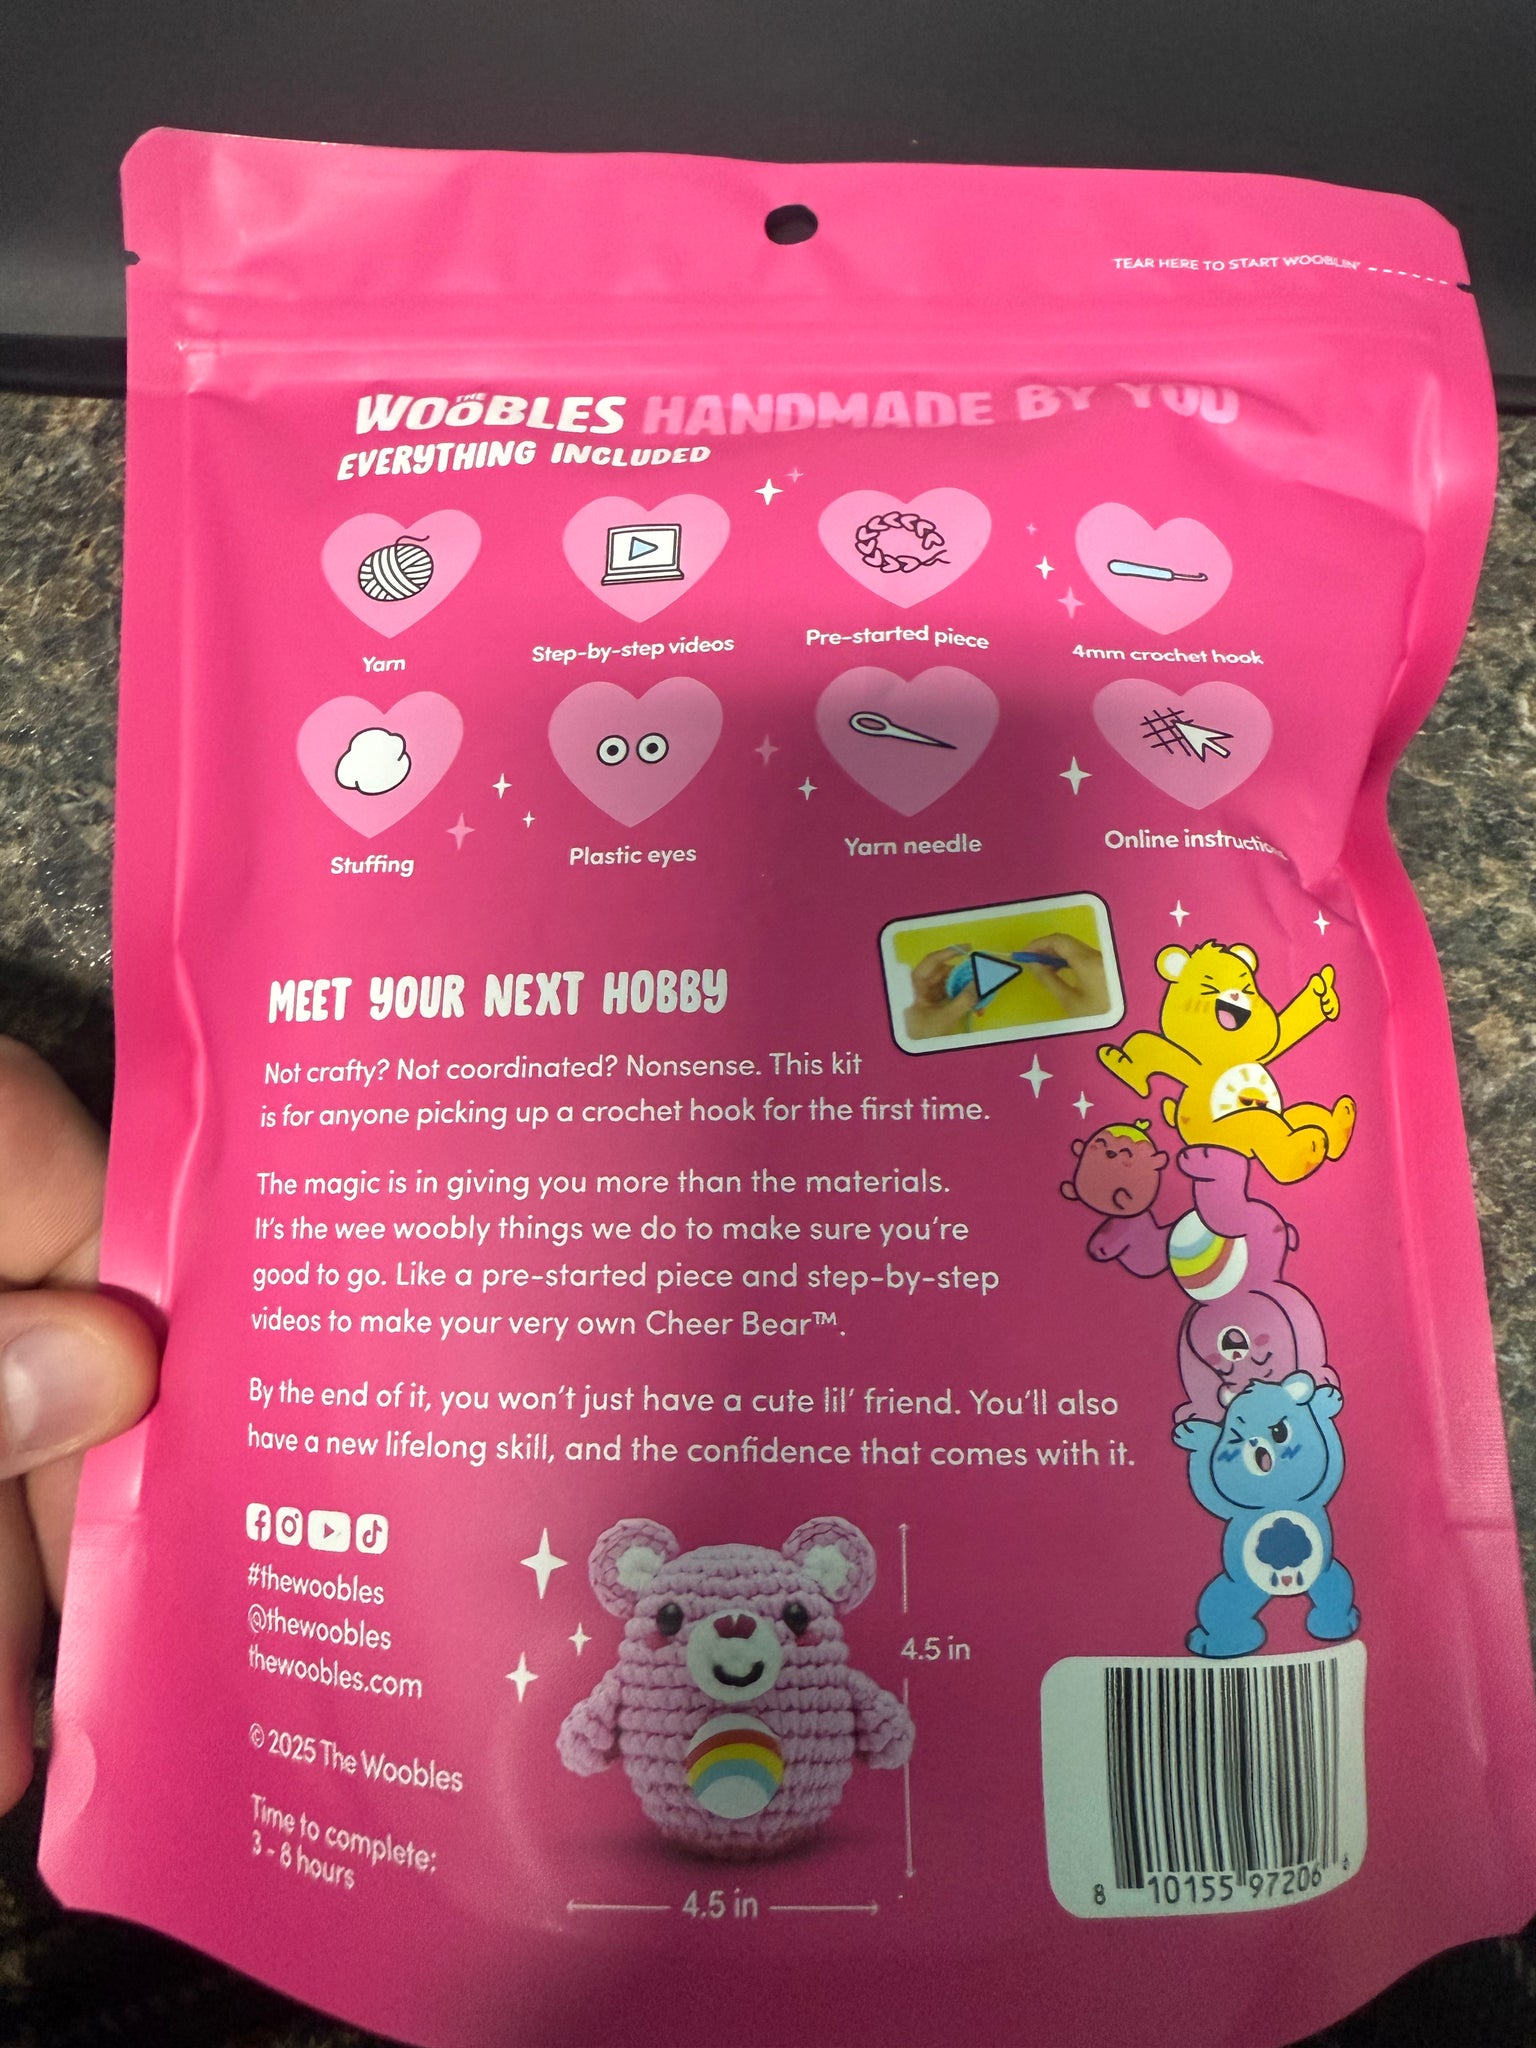 TEAR HERE TO START WOOBLIN'
THE WOOBLES HANDMADE BY YOU
EVERYTHING INCLUDED
Yarn
Step-by-step videos
Pre-started piece
4mm crochet hook
Stuffing
Plastic eyes
Yarn needle
Online instructions
MEET YOUR NEXT HOBBY
Not crafty? Not coordinated? Nonsense. This kit
is for anyone picking up a crochet hook for the first time.
The magic is in giving you more than the materials.
It's the wee woobly things we do to make sure you're
good to go. Like a pre-started piece and step-by-step
videos to make your very own Cheer Bear™.
By the end of it, you won't just have a cute lil' friend. You'll also
have a new lifelong skill, and the confidence that comes with it.
#thewoobles
@thewoobles
thewoobles.com
© 2025 The Woobles
Time to complete:
3 - 8 hours
4.5 in
4.5 in
8 10155 97206 6